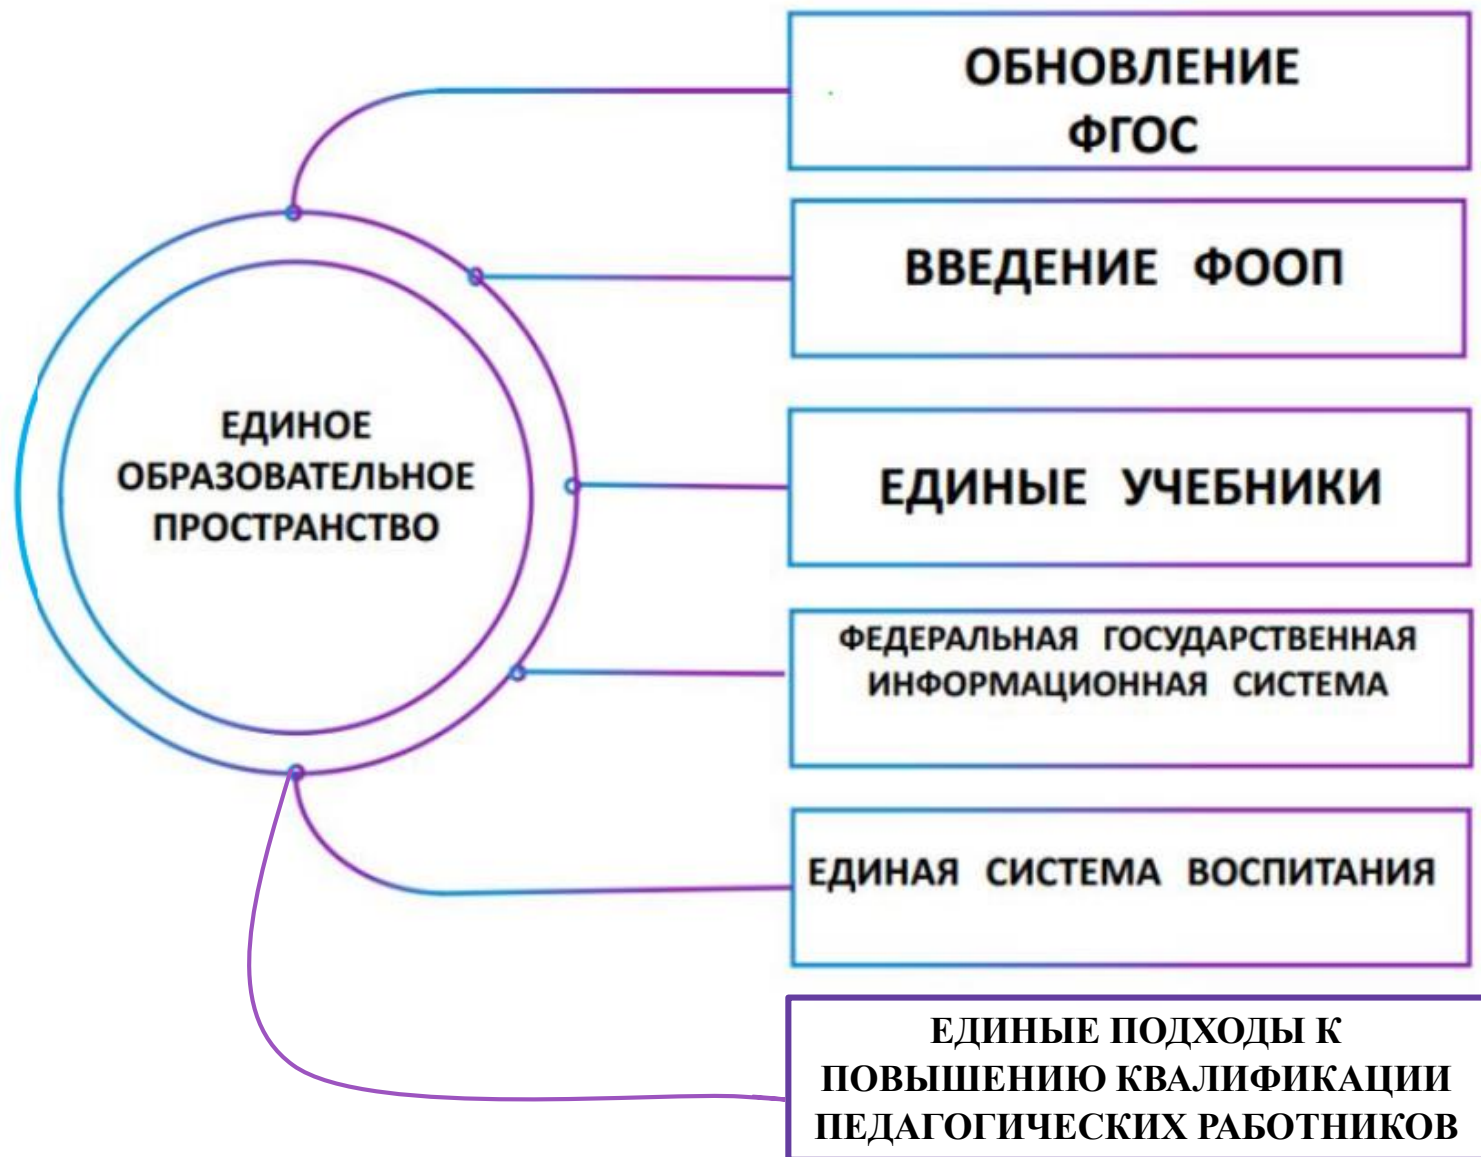 ОБНОВЛЕНИЕ
ФГОС
ВВЕДЕНИЕ ФООП
ЕДИНОЕ
ОБРАЗОВАТЕЛЬНОЕ
ПРОСТРАНСТВО
ЕДИНЫЕ УЧЕБНИКИ
ФЕДЕРАЛЬНАЯ ГОСУДАРСТВЕННАЯ
ИНФОРМАЦИОННАЯ СИСТЕМА
ЕДИНАЯ СИСТЕМА ВОСПИТАНИЯ
ЕДИНЫЕ ПОДХОДЫ К
ПОВЫШЕНИЮ КВАЛИФИКАЦИИ
ПЕДАГОГИЧЕСКИХ РАБОТНИКОВ